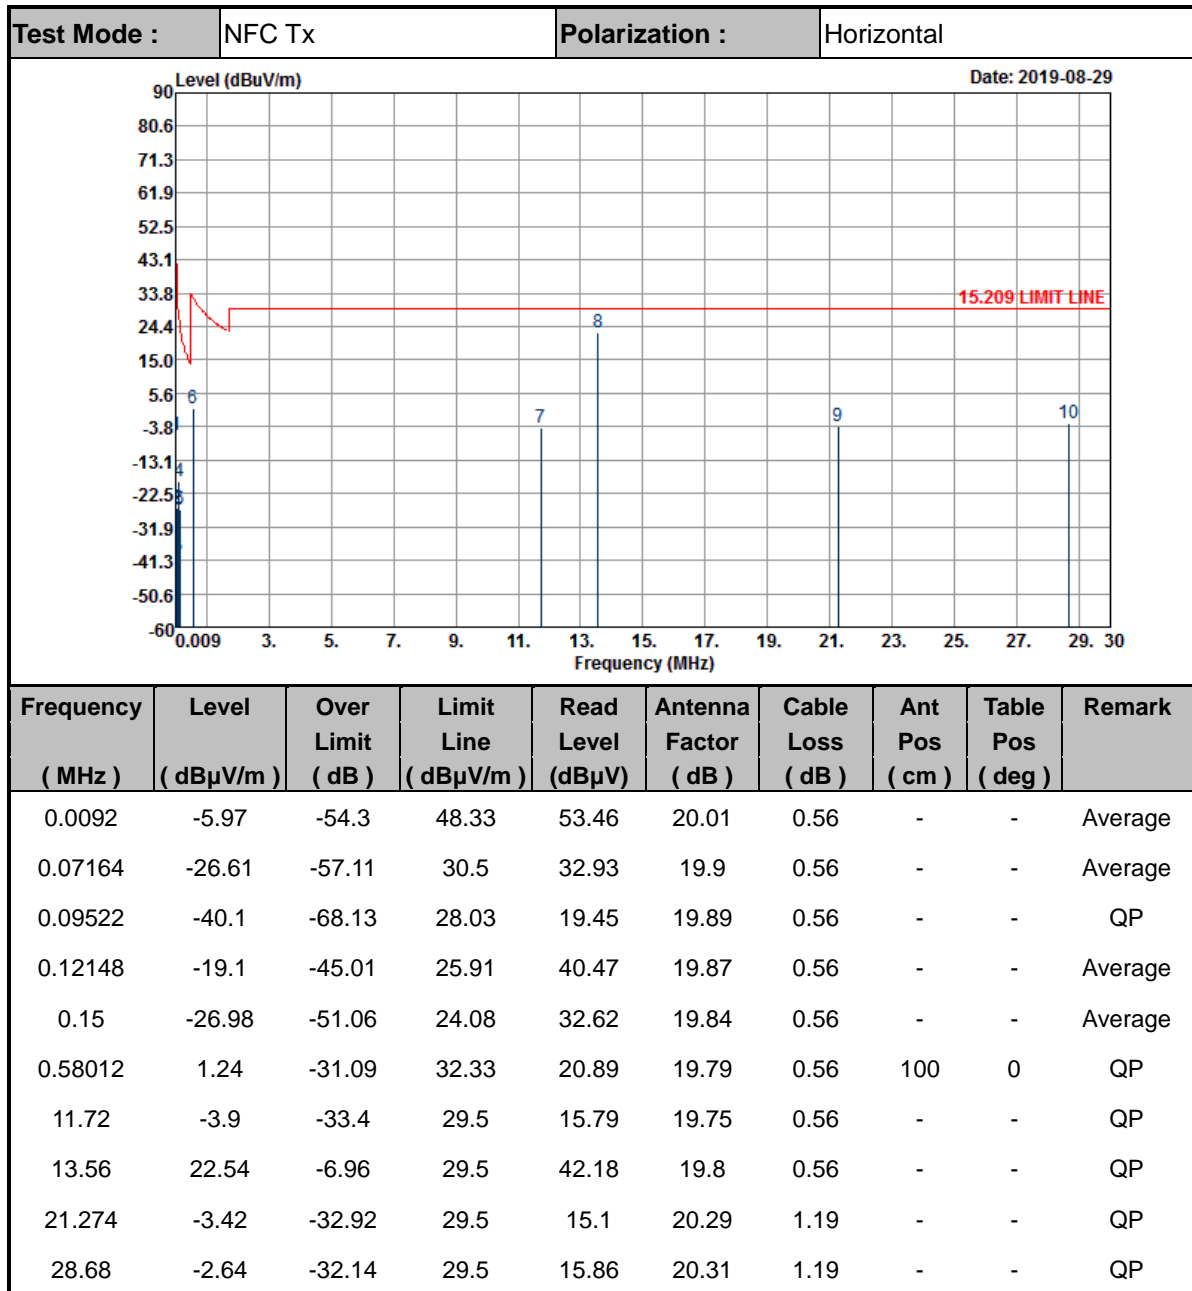 Test Mode : NFC Tx Polarization : Horizontal
Level (dBuV/m) Date: 2019-08-29
90
80.6
71.3
61.9
52.5
43.1
33.8
15.209 LIMIT LINE
24.4
8
15.0
5.6
6
-3.8
7
9
10
-13.1
4
-22.5
-31.9
-41.3
-50.6
-60
0.009 3. 5. 7. 9. 11. 13. 15. 17. 19. 21. 23. 25. 27. 29. 30
Frequency (MHz)
Frequency Level Over Limit Read Antenna Cable Ant Table Remark
Limit Line Level Factor Loss Pos Pos
( MHz ) ( dBµV/m ) ( dB ) ( dBµV/m ) (dBµV) ( dB ) ( dB ) ( cm ) ( deg )
0.0092 -5.97 -54.3 48.33 53.46 20.01 0.56 - - Average
0.07164 -26.61 -57.11 30.5 32.93 19.9 0.56 - - Average
0.09522 -40.1 -68.13 28.03 19.45 19.89 0.56 - - QP
0.12148 -19.1 -45.01 25.91 40.47 19.87 0.56 - - Average
0.15 -26.98 -51.06 24.08 32.62 19.84 0.56 - - Average
0.58012 1.24 -31.09 32.33 20.89 19.79 0.56 100 0 QP
11.72 -3.9 -33.4 29.5 15.79 19.75 0.56 - - QP
13.56 22.54 -6.96 29.5 42.18 19.8 0.56 - - QP
21.274 -3.42 -32.92 29.5 15.1 20.29 1.19 - - QP
28.68 -2.64 -32.14 29.5 15.86 20.31 1.19 - - QP